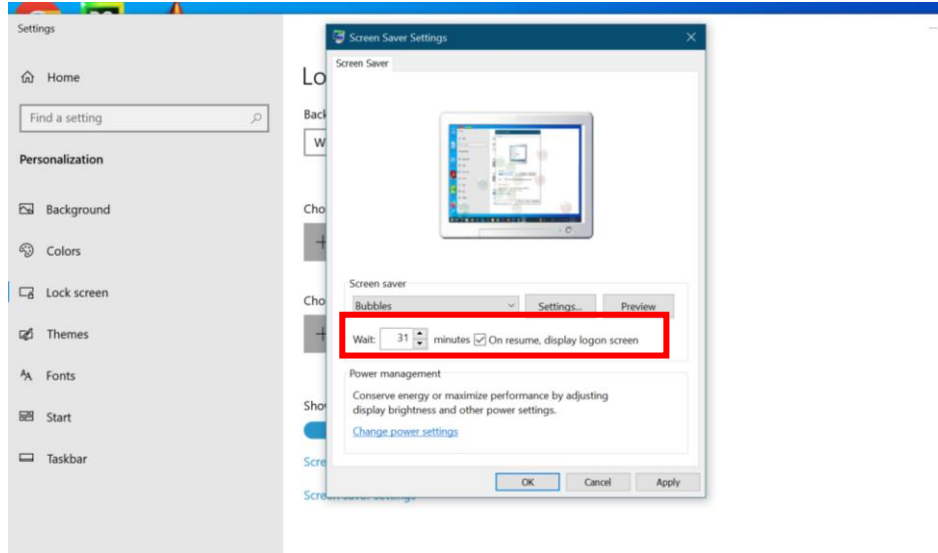 Settings
Home
Find a setting
Personalization
Background
Colors
Lock screen
Themes
Fonts
Start
Taskbar
Lo
Back
W
Cho
Cho
Sho
Scre
Screen saver settings
Screen Saver Settings
Screen Saver
Screen saver
Bubbles
Settings...
Preview
Wait: 31 minutes On resume, display logon screen
Power management
Conserve energy or maximize performance by adjusting
display brightness and other power settings.
Change power settings
OK Cancel Apply